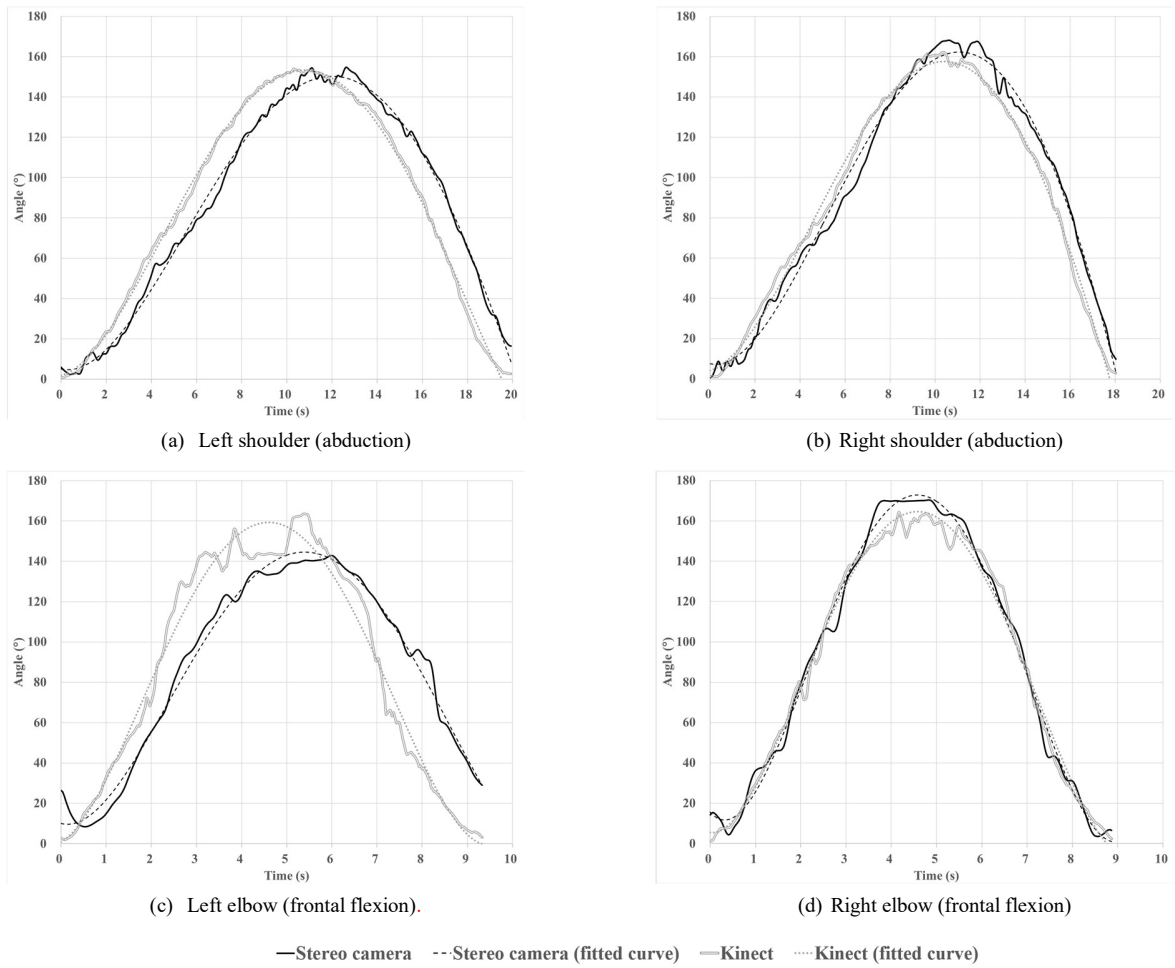 180
160
140
120
100
80
60
40
20
0
Angle (°)
0 2 4 6 8 10 12 14 16 18 20
Time (s)
(a) Left shoulder (abduction)
180
160
140
120
100
80
60
40
20
0
Angle (°)
0 2 4 6 8 10 12 14 16 18 20
Time (s)
(b) Right shoulder (abduction)
180
160
140
120
100
80
60
40
20
0
Angle (°)
0 1 2 3 4 5 6 7 8 9 10
Time (s)
(c) Left elbow (frontal flexion).
180
160
140
120
100
80
60
40
20
0
Angle (°)
0 1 2 3 4 5 6 7 8 9 10
Time (s)
(d) Right elbow (frontal flexion)
Stereo camera Stereo camera (fitted curve) Kinect Kinect (fitted curve)